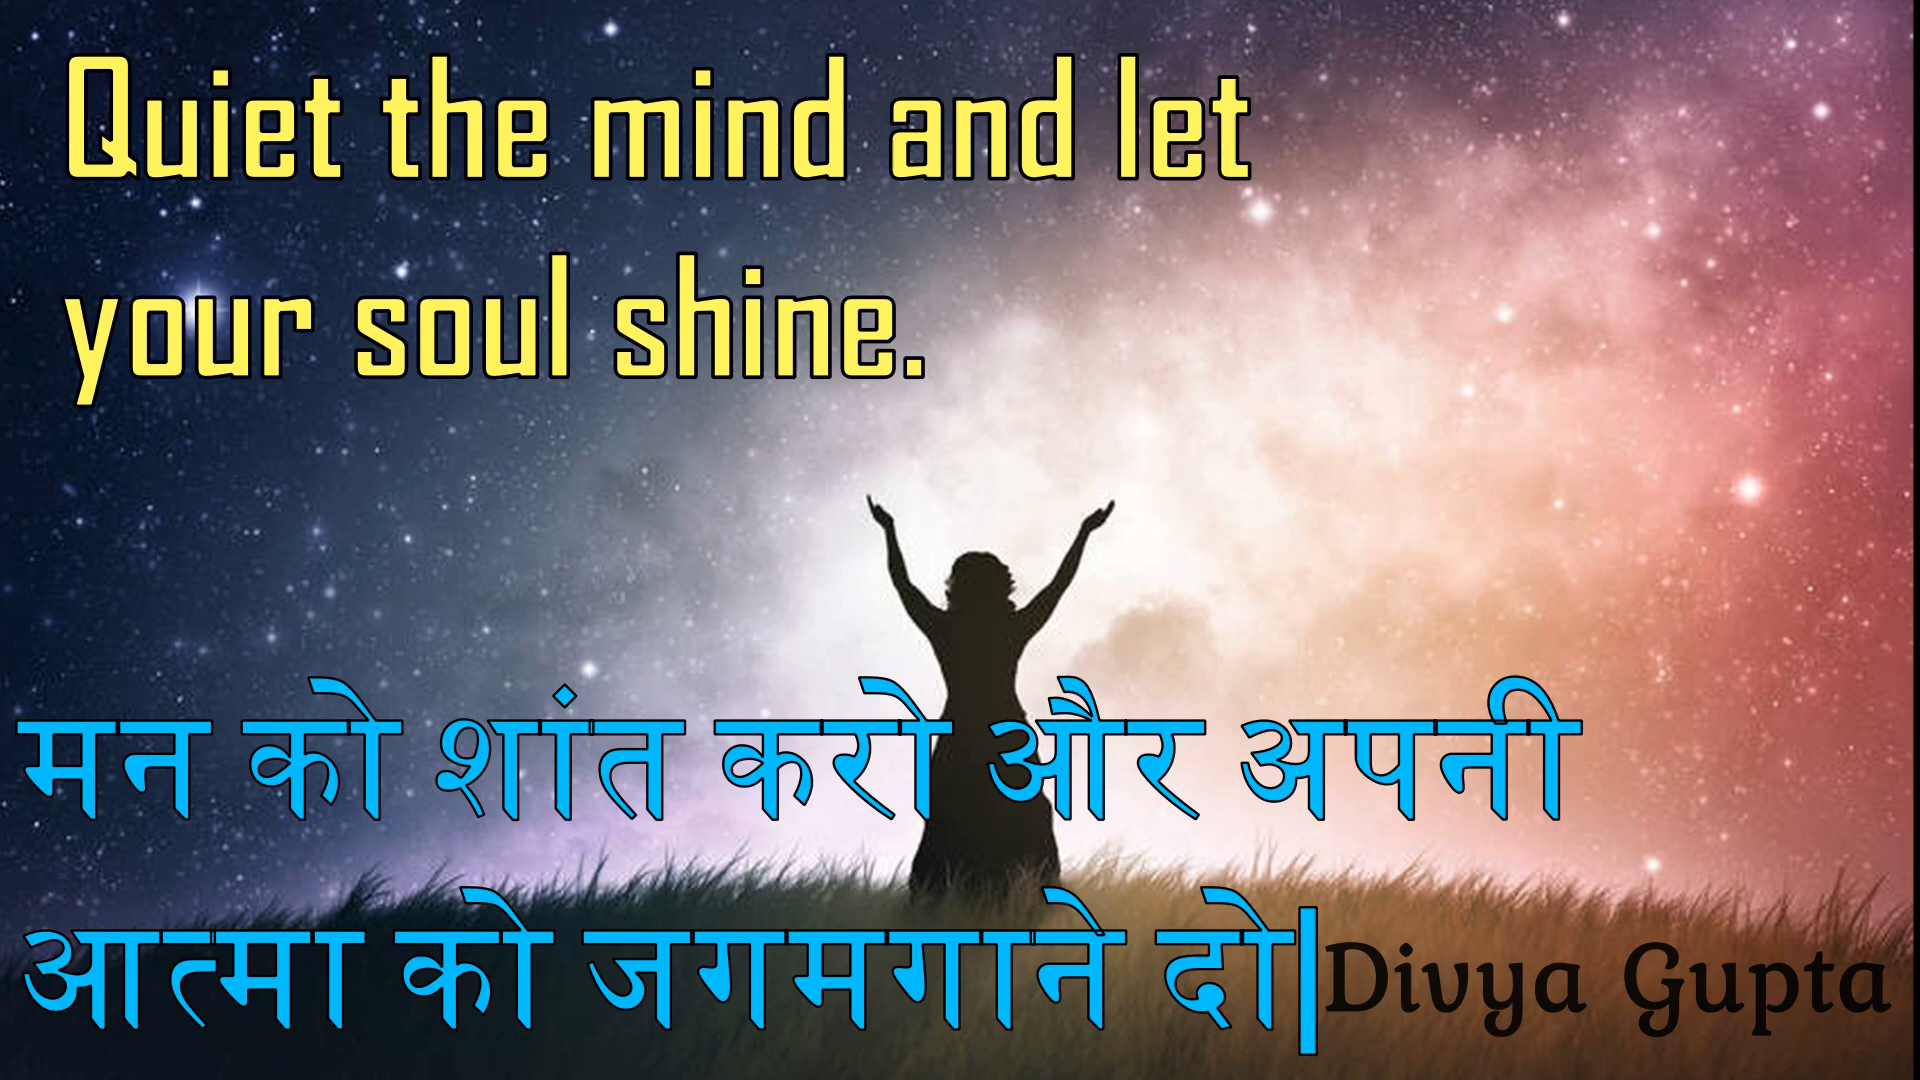 Quiet the mind and let
your soul shine.
मन को शांत करो और अपनी
आत्मा को जगमगाने दो|
Divya Gupta